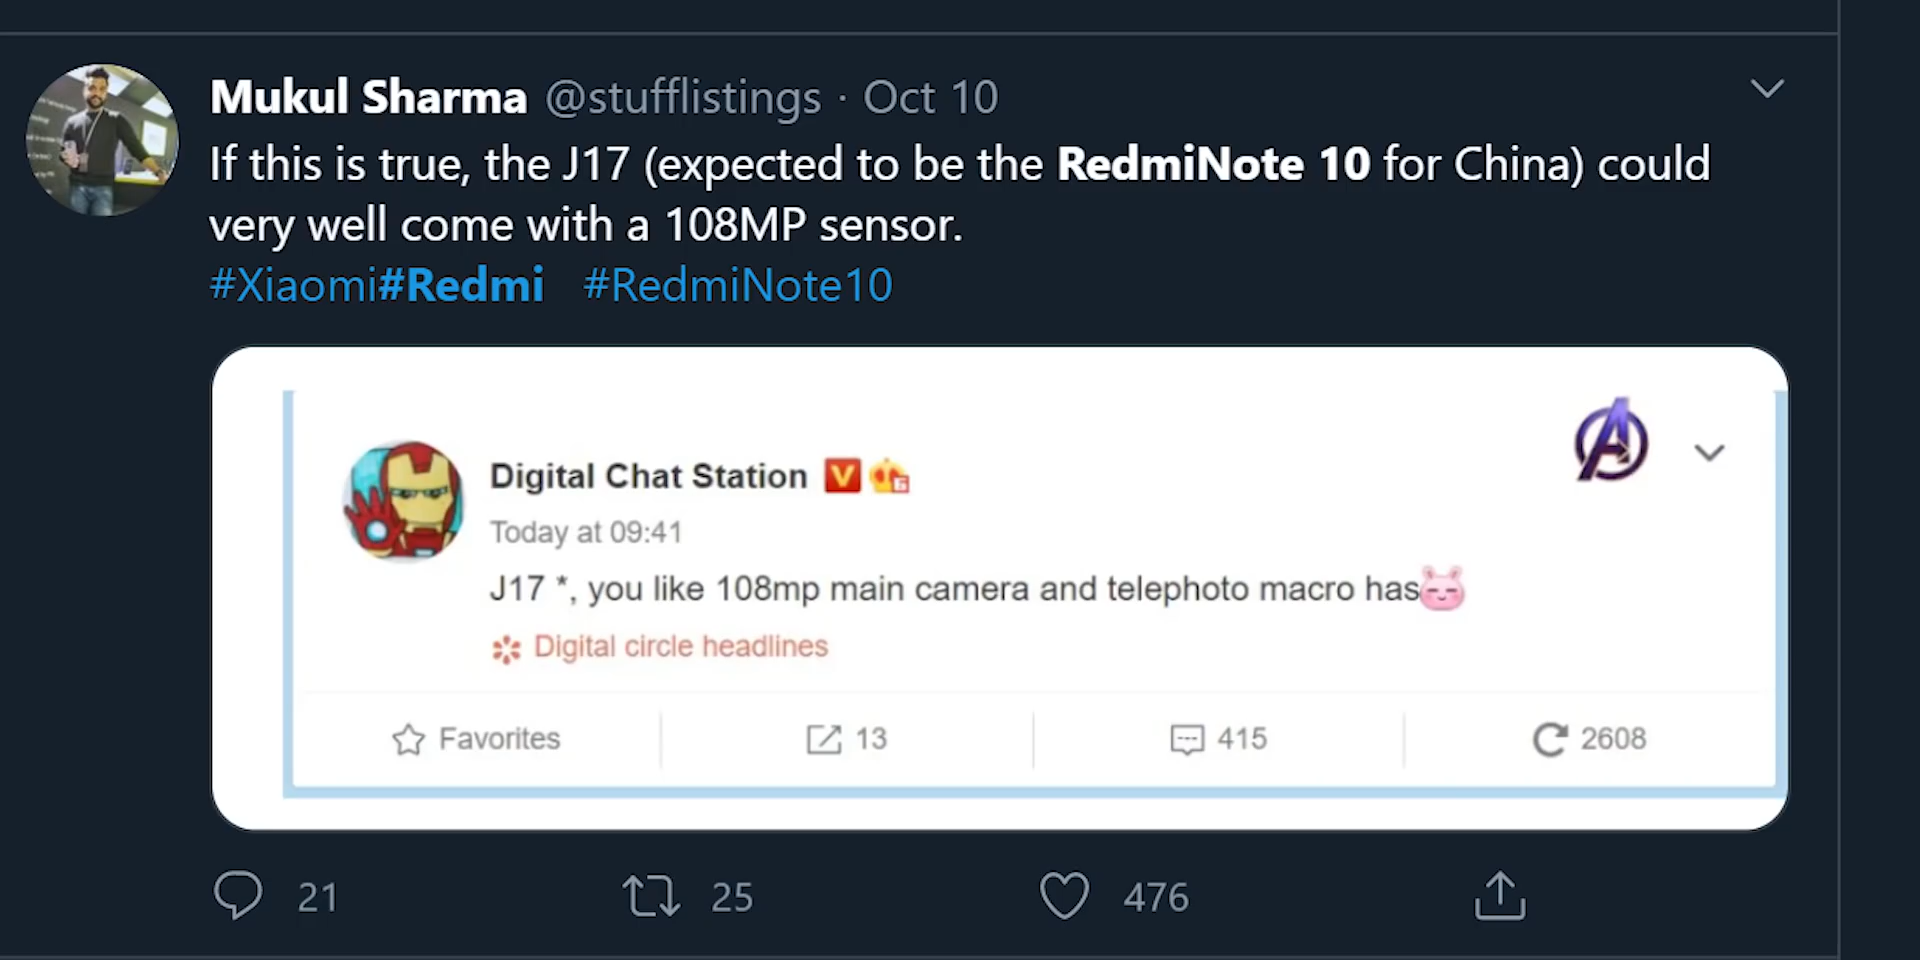 Mukul Sharma @stufflistings · Oct 10
If this is true, the J17 (expected to be the RedmiNote 10 for China) could
very well come with a 108MP sensor.
#Xiaomi#Redmi #RedmiNote10
Digital Chat Station V
Today at 09:41
J17 *, you like 108mp main camera and telephoto macro has
Digital circle headlines
Favorites 13 415 2608
21 25 476